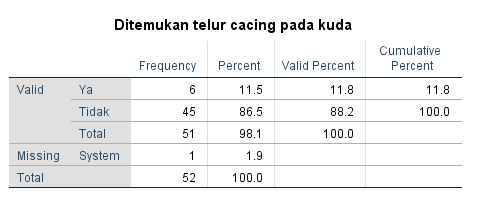 Ditemukan telur cacing pada kuda
Frequency Percent Valid Percent Cumulative Percent
Valid Ya 6 11.5 11.8 11.8
Tidak 45 86.5 88.2 100.0
Total 51 98.1 100.0
Missing System 1 1.9
Total 52 100.0